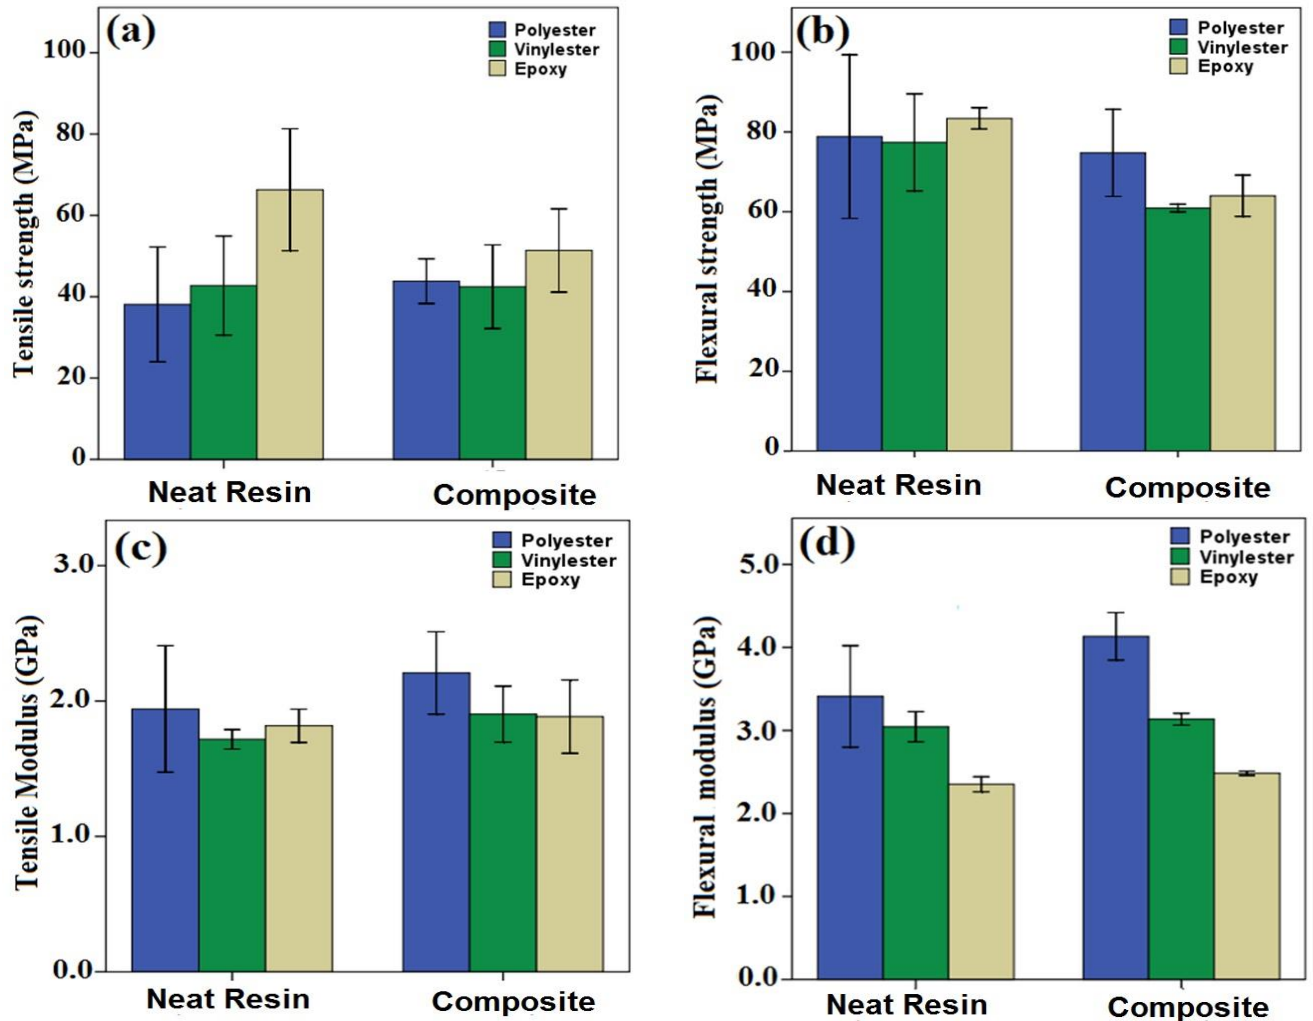 (a)
Polyester
Vinylester
Epoxy
Tensile strength (MPa)
100
80
60
40
20
0
Neat Resin
Composite
(b)
Polyester
Vinylester
Epoxy
Flexural strength (MPa)
100
80
60
40
20
0
Neat Resin
Composite
(c)
Polyester
Vinylester
Epoxy
Tensile Modulus (GPa)
3.0
2.0
1.0
0.0
Neat Resin
Composite
(d)
Polyester
Vinylester
Epoxy
Flexural modulus (GPa)
5.0
4.0
3.0
2.0
1.0
0.0
Neat Resin
Composite